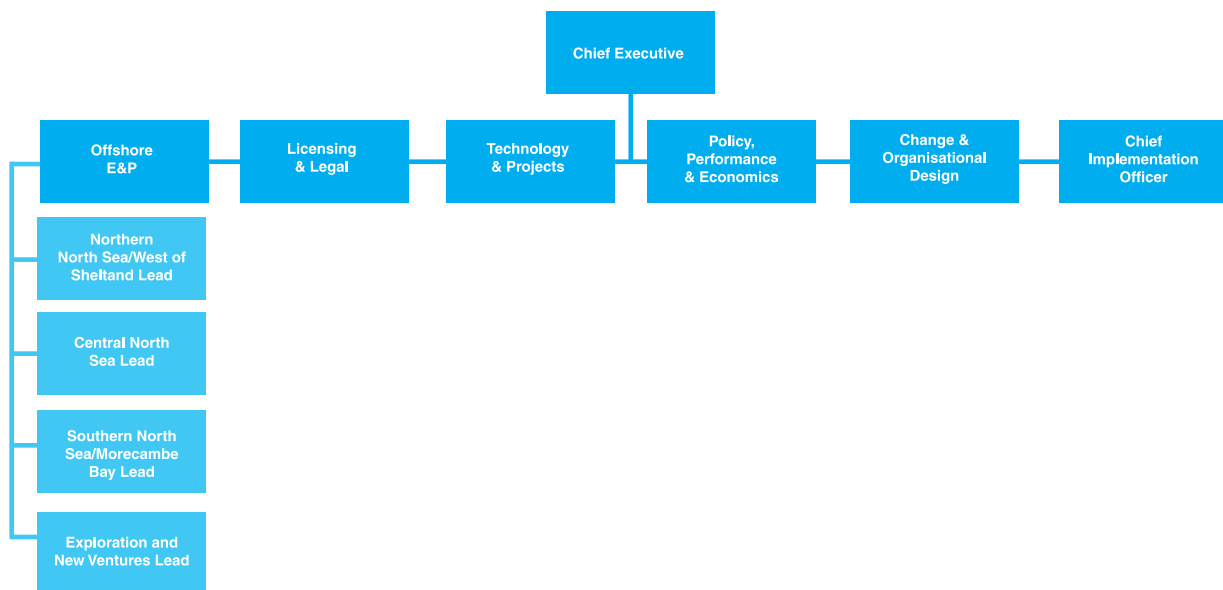 Chief Executive
Offshore
E&P
Licensing
& Legal
Technology
& Projects
Policy,
Performance
& Economics
Change &
Organisational
Design
Chief
Implementation
Officer
Northern
North Sea/West of
Sheltand Lead
Central North
Sea Lead
Southern North
Sea/Morecambe
Bay Lead
Exploration and
New Ventures Lead